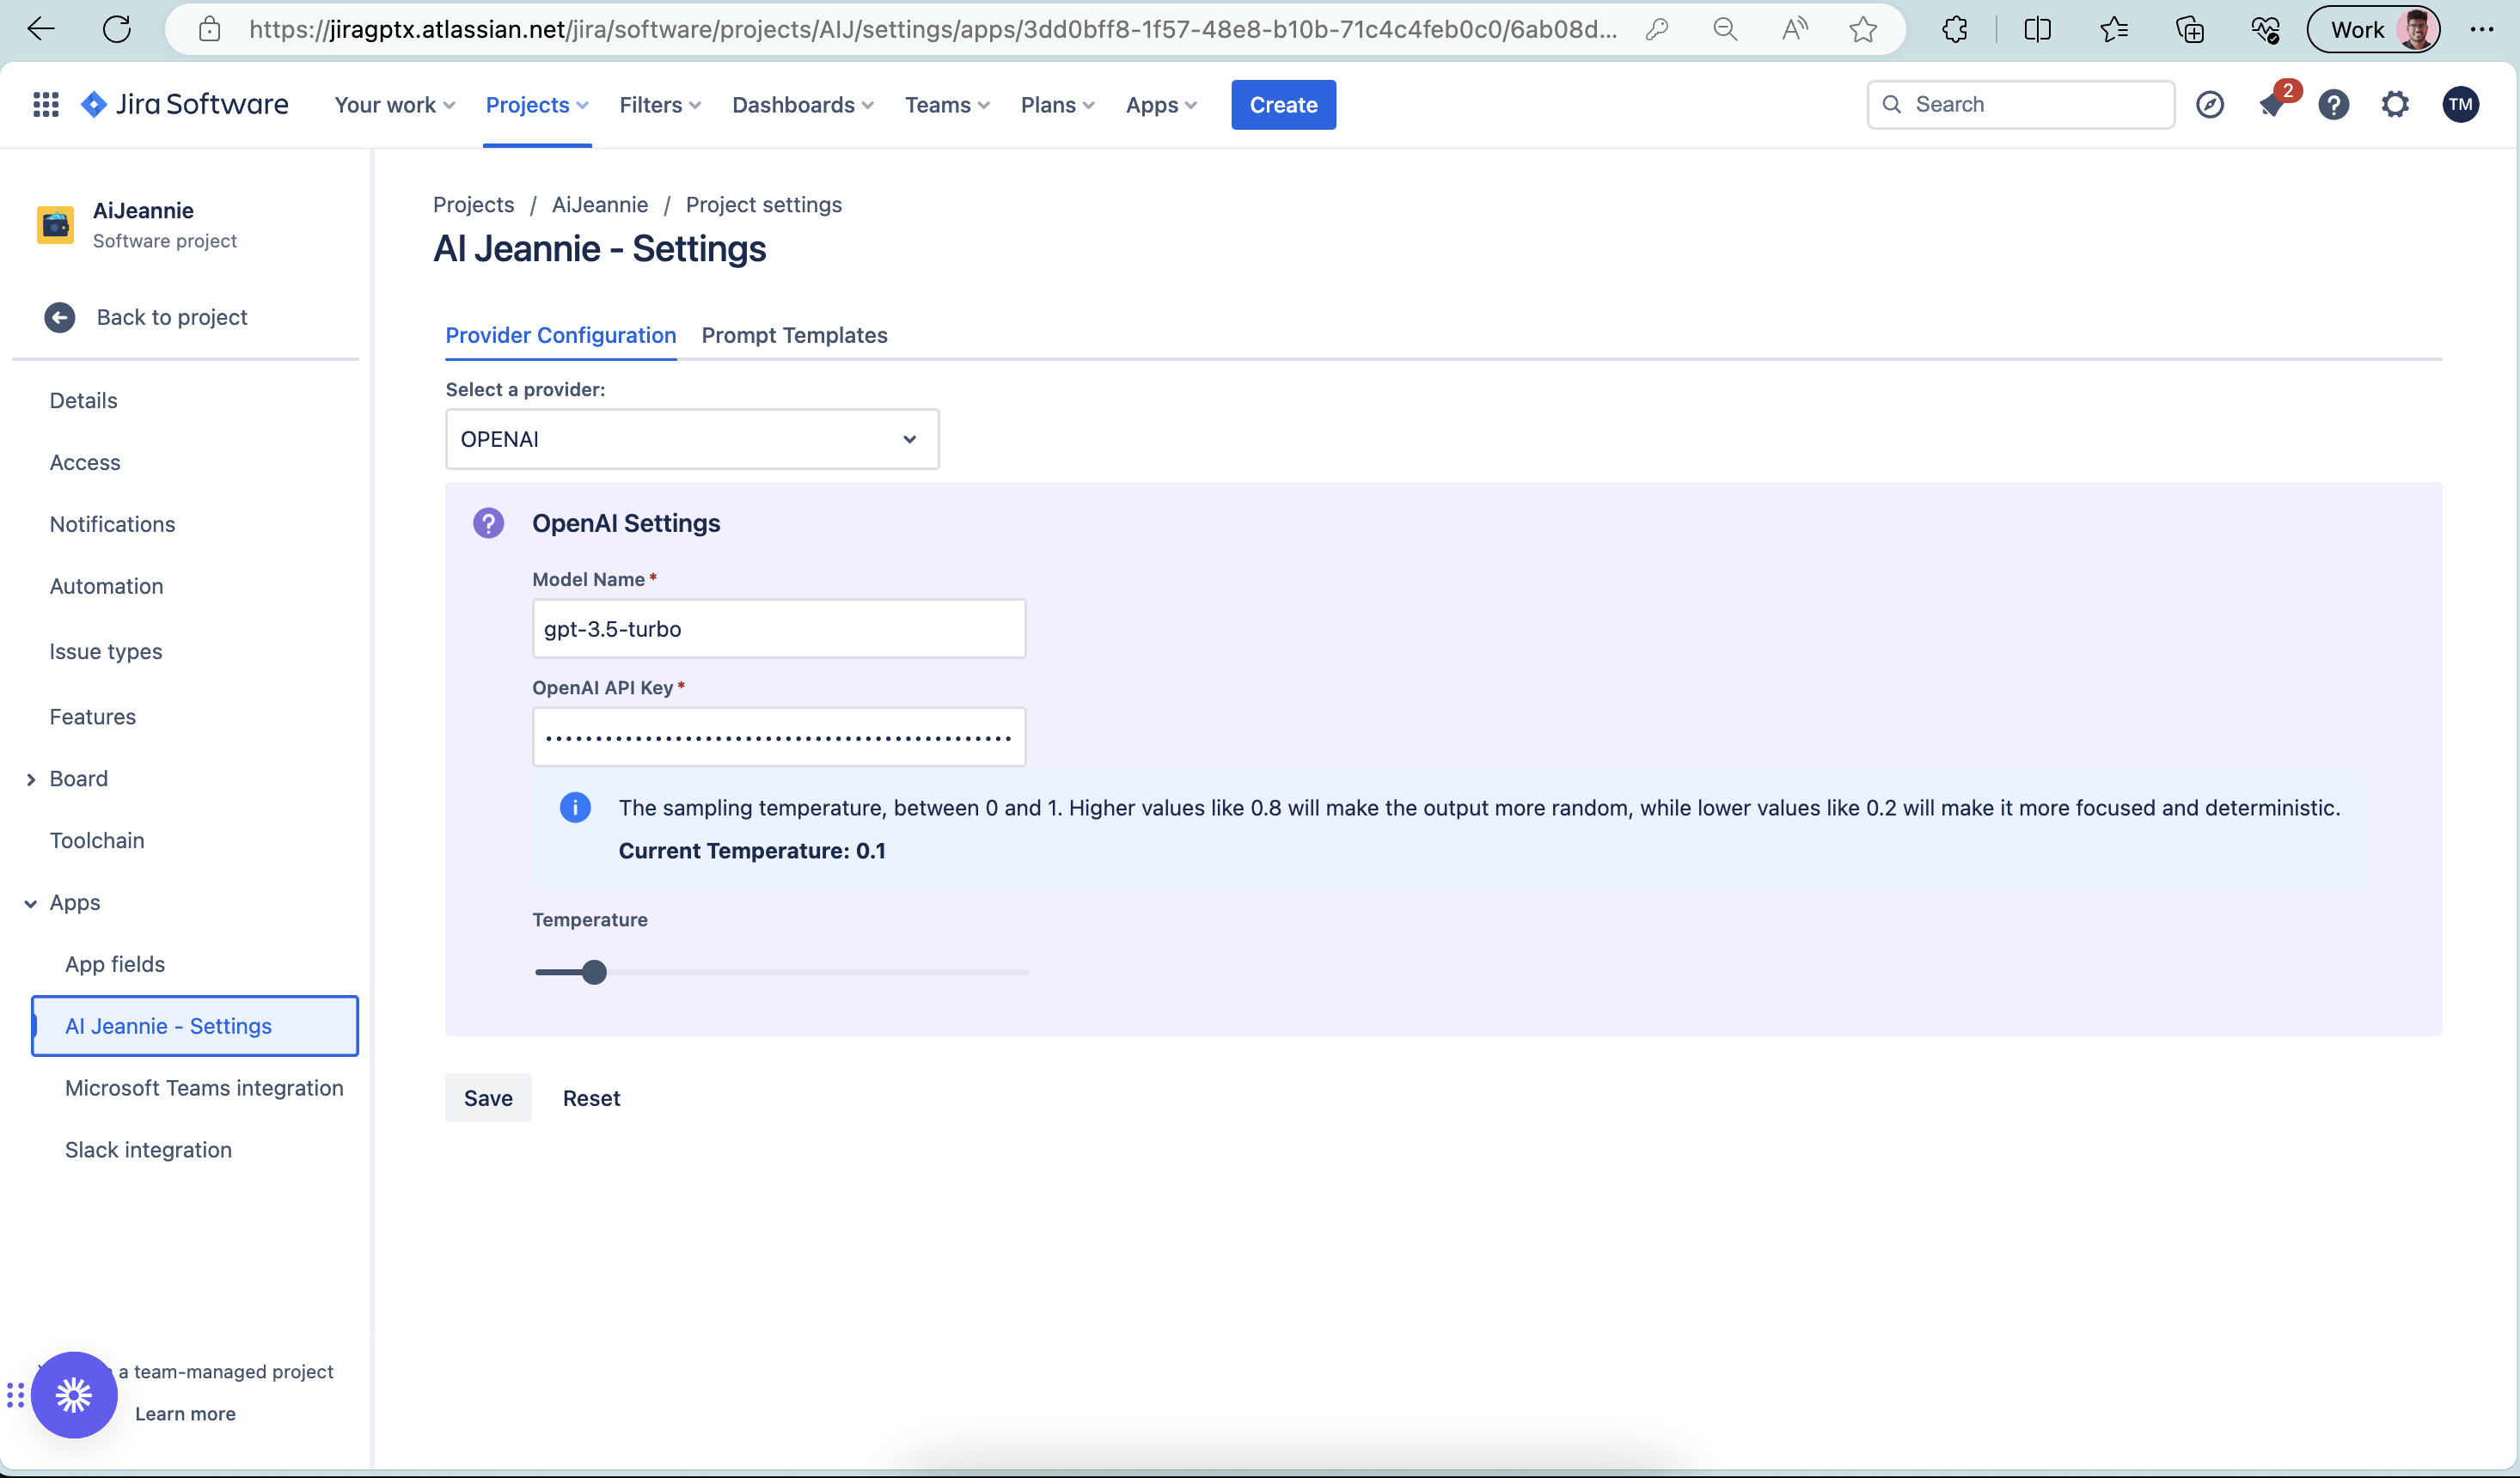 https://jiragptx.atlassian.net/jira/software/projects/AIJ/settings/apps/3dd0bff8-1f57-48e8-b10b-71c4c4feb0c0/6ab08d...
Work
Jira Software
Your work
Projects
Filters
Dashboards
Teams
Plans
Apps
Create
Search
2
TM
AiJeannie
Software project
Back to project
Details
Access
Notifications
Automation
Issue types
Features
Board
Toolchain
Apps
App fields
AI Jeannie - Settings
Microsoft Teams integration
Slack integration
a team-managed project
Learn more
Projects / AiJeannie / Project settings
AI Jeannie - Settings
Provider Configuration
Prompt Templates
Select a provider:
OPENAI
OpenAI Settings
Model Name *
gpt-3.5-turbo
OpenAI API Key *
The sampling temperature, between 0 and 1. Higher values like 0.8 will make the output more random, while lower values like 0.2 will make it more focused and deterministic.
Current Temperature: 0.1
Temperature
Save
Reset